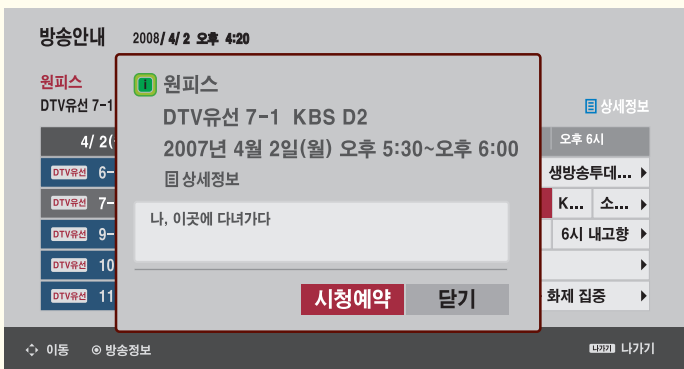 방송안내 2008/ 4/ 2 오후 4:20
원피스
DTV유선 7-1
상세정보
4/ 2(
오후 6시
DTV유선 6-
생방송투데...
DTV유선 7-
K... 소...
DTV유선 9-
6시 내고향
DTV유선 10
DTV유선 11
화제 집중
원피스
DTV유선 7-1 KBS D2
2007년 4월 2일(월) 오후 5:30~오후 6:00
상세정보
나, 이곳에 다녀가다
시청예약 닫기
이동 방송정보 나가기 나가기